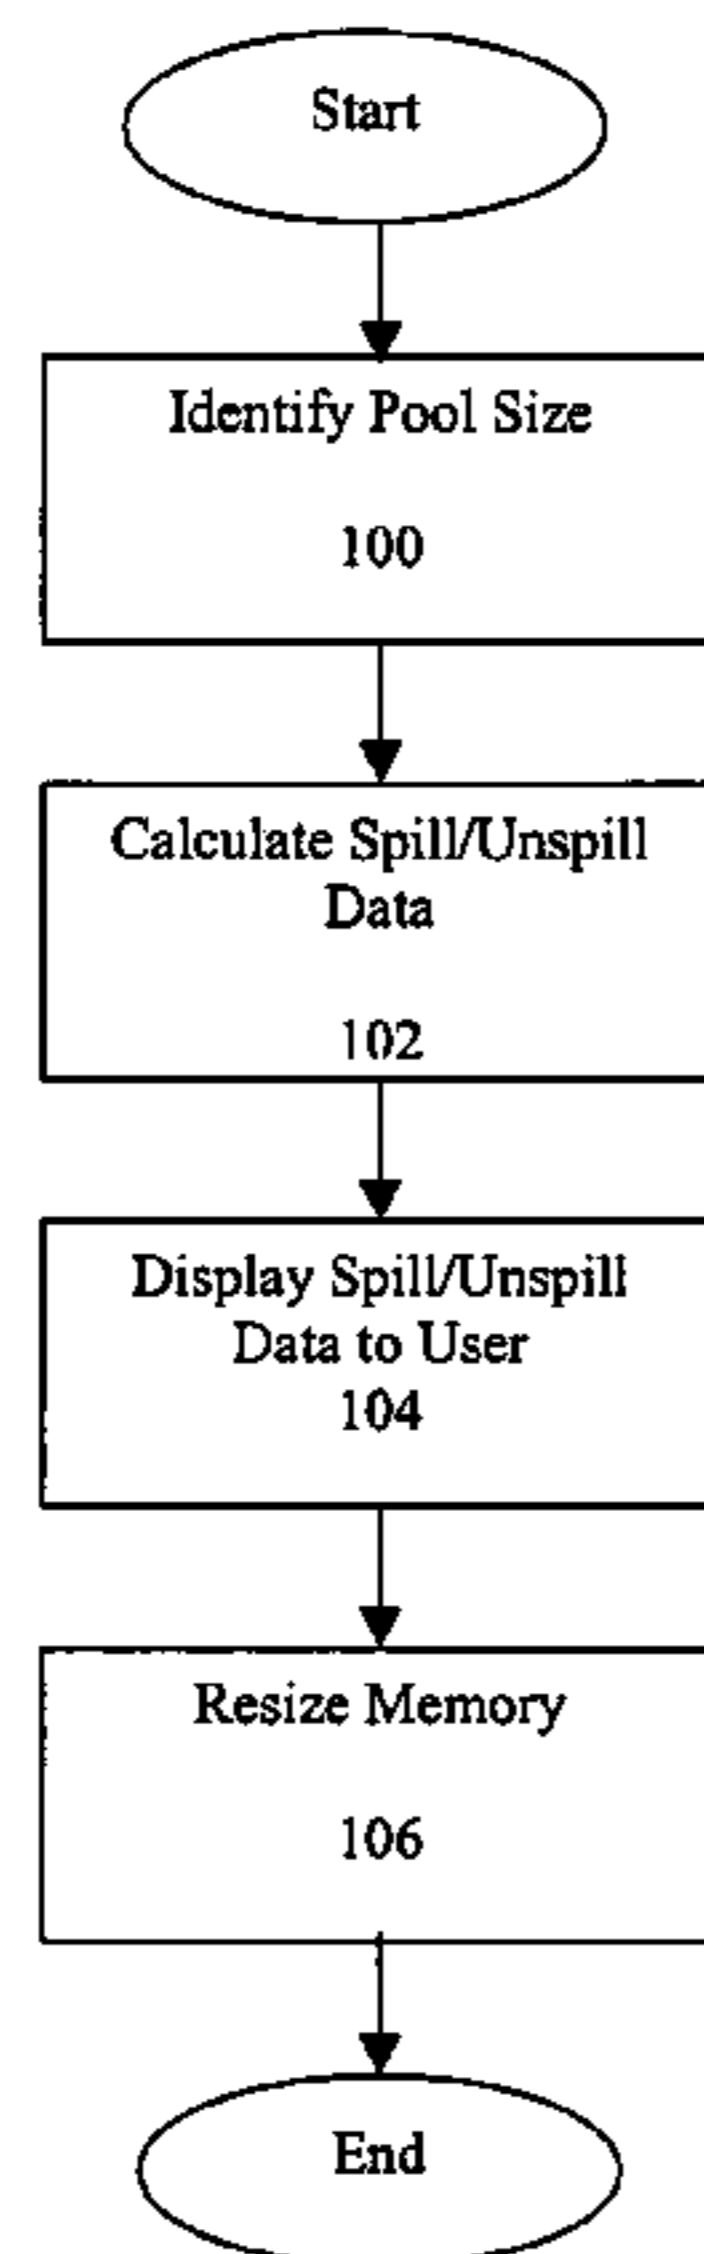 Start
Identify Pool Size
100
Calculate Spill/Unspill
Data
102
Display Spill/Unspill
Data to User
104
Resize Memory
106
End